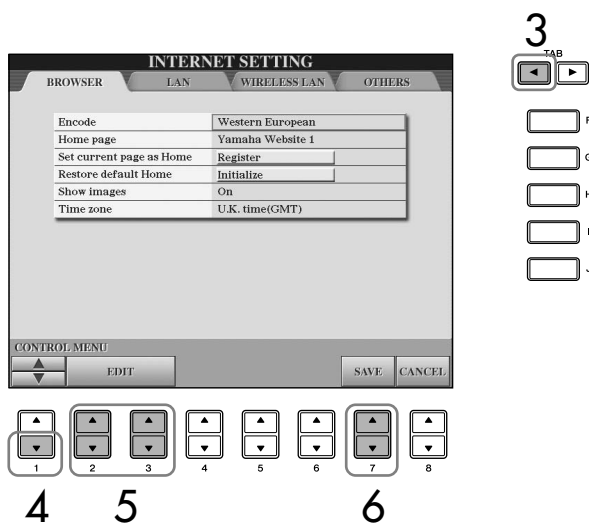 3
TAB
INTERNET SETTING
BROWSER LAN WIRELESS LAN OTHERS
Encode Western European
Home page Yamaha Website 1
Set current page as Home Register
Restore default Home Initialize
Show images On
Time zone U.K. time(GMT)
CONTROL MENU
EDIT SAVE CANCEL
1 2 3 4 5 6 7 8
4 5 6